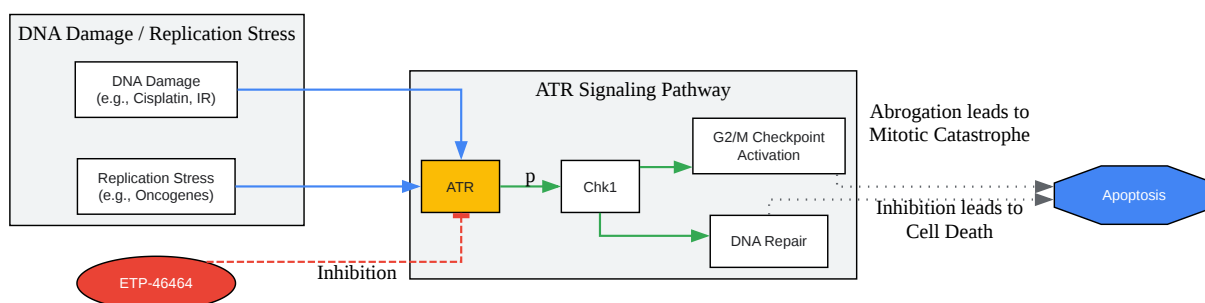 DNA Damage / Replication Stress
DNA Damage
(e.g., Cisplatin, IR)
Replication Stress
(e.g., Oncogenes)
ETP-46464
Inhibition
ATR Signaling Pathway
ATR
p
Chk1
G2/M Checkpoint
Activation
DNA Repair
Abrogation leads to
Mitotic Catastrophe
Inhibition leads to
Cell Death
Apoptosis